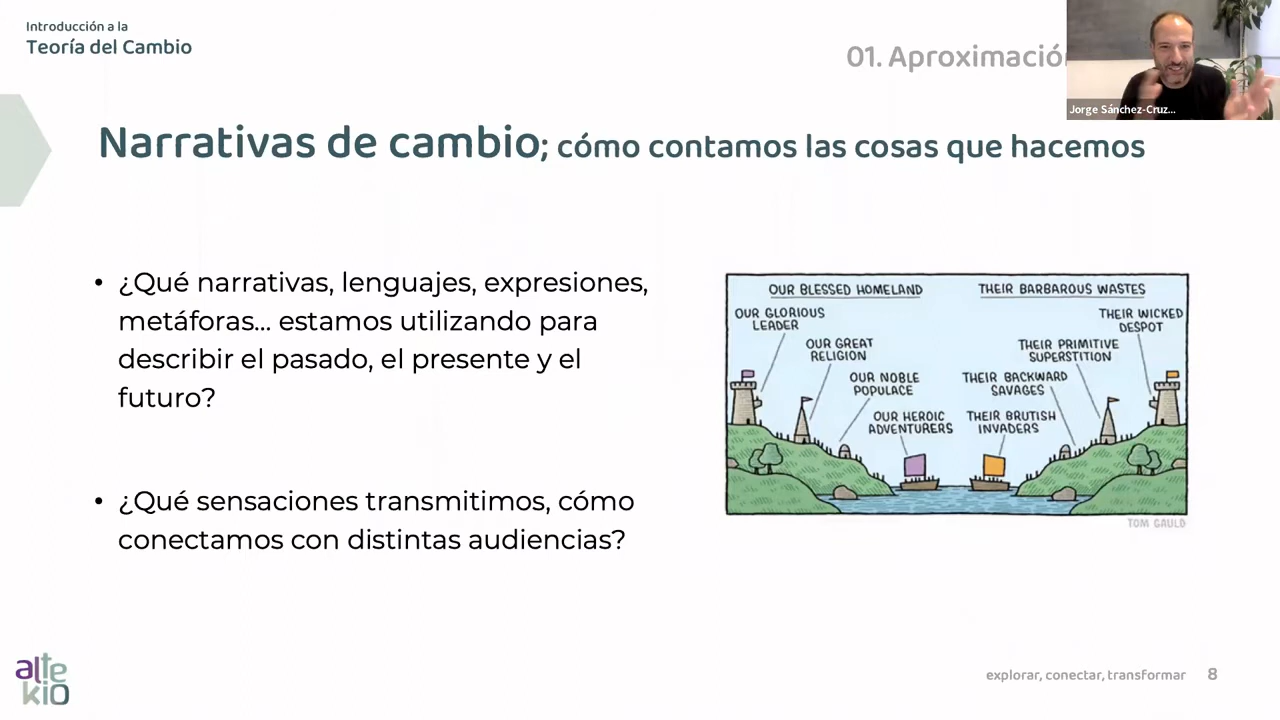 Introducción a la
Teoría del Cambio
01. Aproximación
Jorge Sánchez-Cruz...
Narrativas de cambio; cómo contamos las cosas que hacemos
• ¿Qué narrativas, lenguajes, expresiones,
metáforas... estamos utilizando para
describir el pasado, el presente y el
futuro?
• ¿Qué sensaciones transmitimos, cómo
conectamos con distintas audiencias?
OUR BLESSED HOMELAND
THEIR BARBAROUS WASTES
OUR GLORIOUS
LEADER
THEIR WICKED
DESPOT
OUR GREAT
RELIGION
THEIR PRIMITIVE
SUPERSTITION
OUR NOBLE
POPULACE
THEIR BACKWARD
SAVAGES
OUR HEROIC
ADVENTURERS
THEIR BRUTISH
INVADERS
TOM GAULD
alte
kio
explorar, conectar, transformar 8